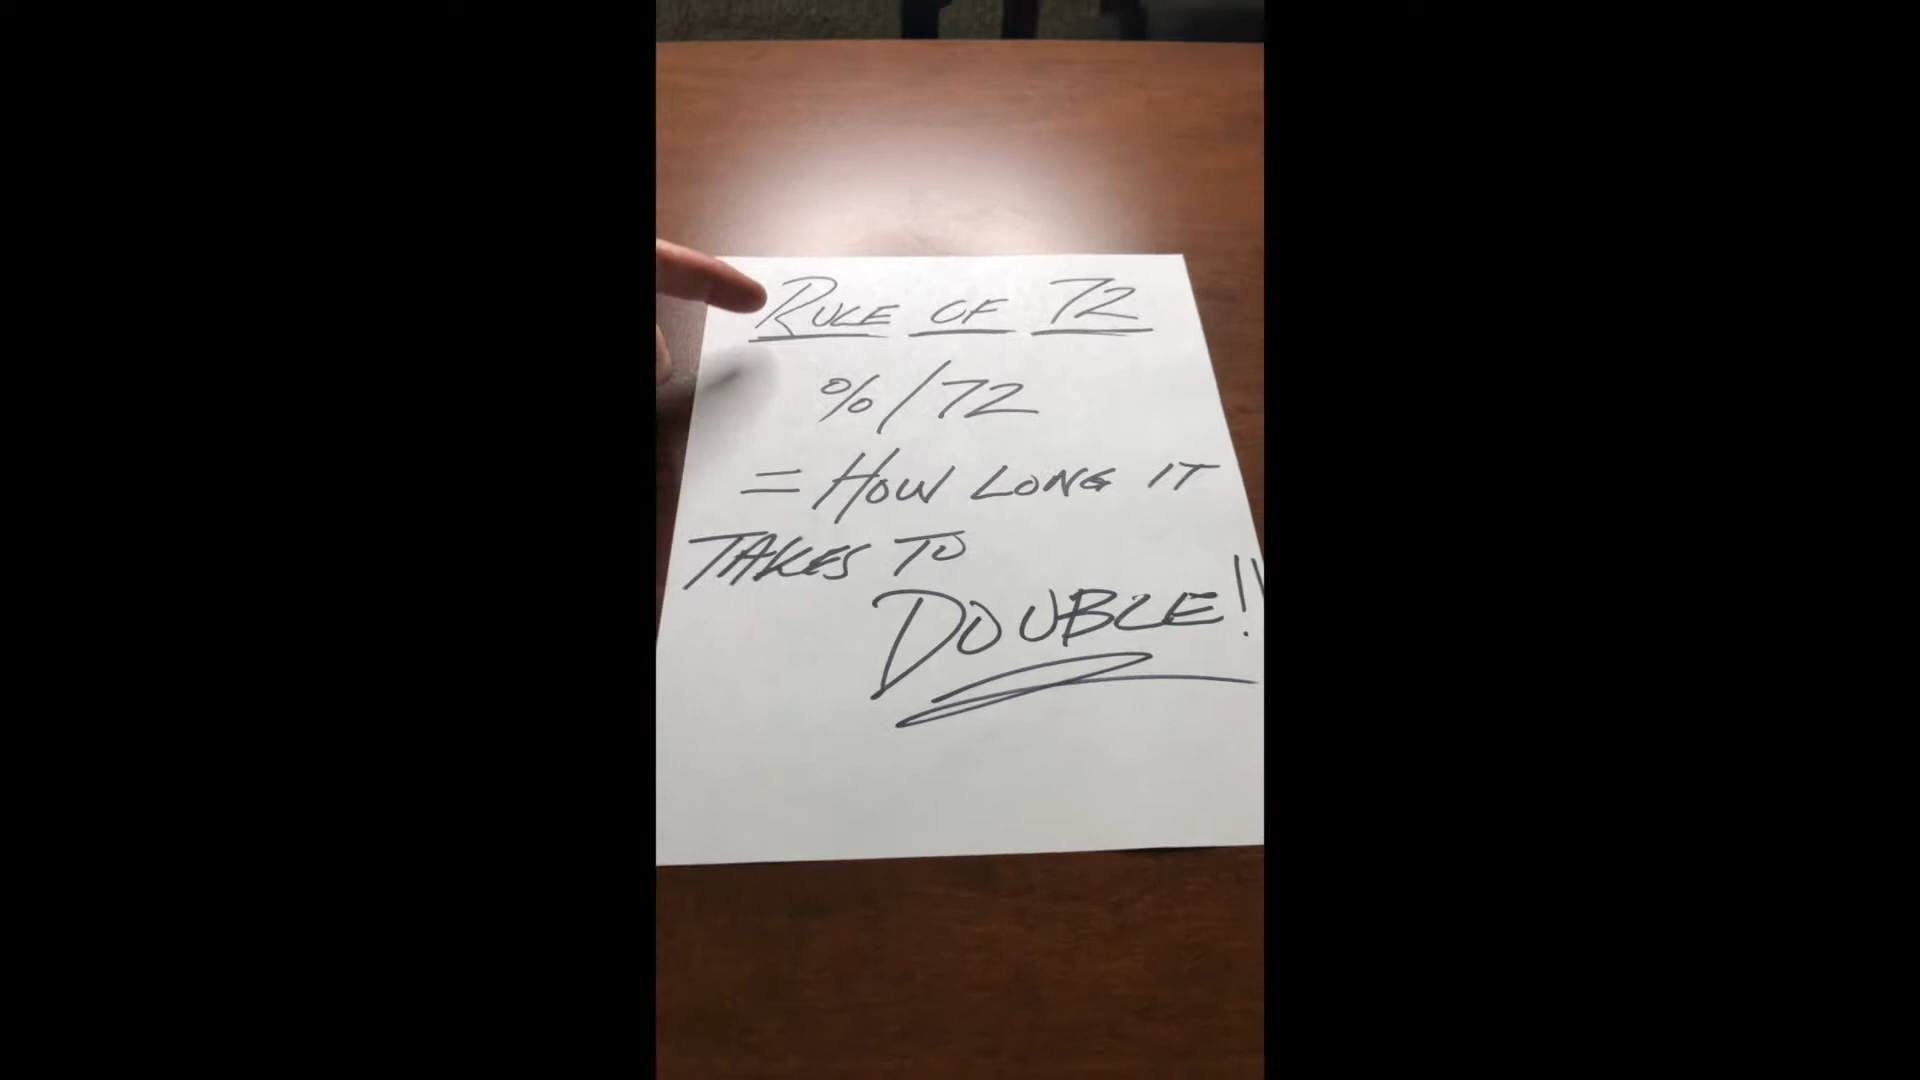 RULE OF 72
%/72
= HOW LONG IT
TAKES TO
DOUBLE!!